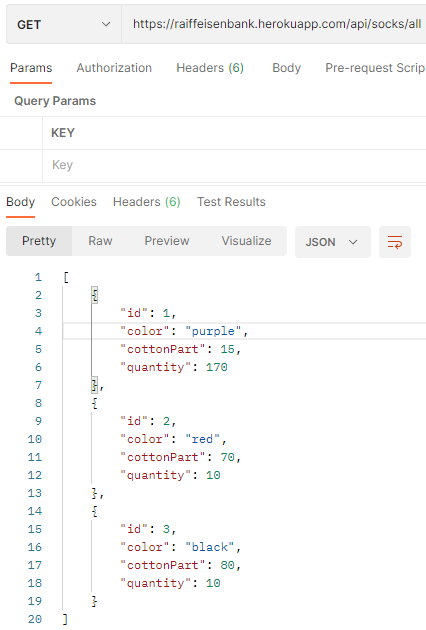 GET https://raiffeisenbank.herokuapp.com/api/socks/all
Params Authorization Headers (6) Body Pre-request Scrip
Query Params
KEY
Key
Body Cookies Headers (6) Test Results
Pretty Raw Preview Visualize JSON
1 [
2 {
3 "id": 1,
4 "color": "purple",
5 "cottonPart": 15,
6 "quantity": 170
7 },
8 {
9 "id": 2,
10 "color": "red",
11 "cottonPart": 70,
12 "quantity": 10
13 },
14 {
15 "id": 3,
16 "color": "black",
17 "cottonPart": 80,
18 "quantity": 10
19 }
20 ]